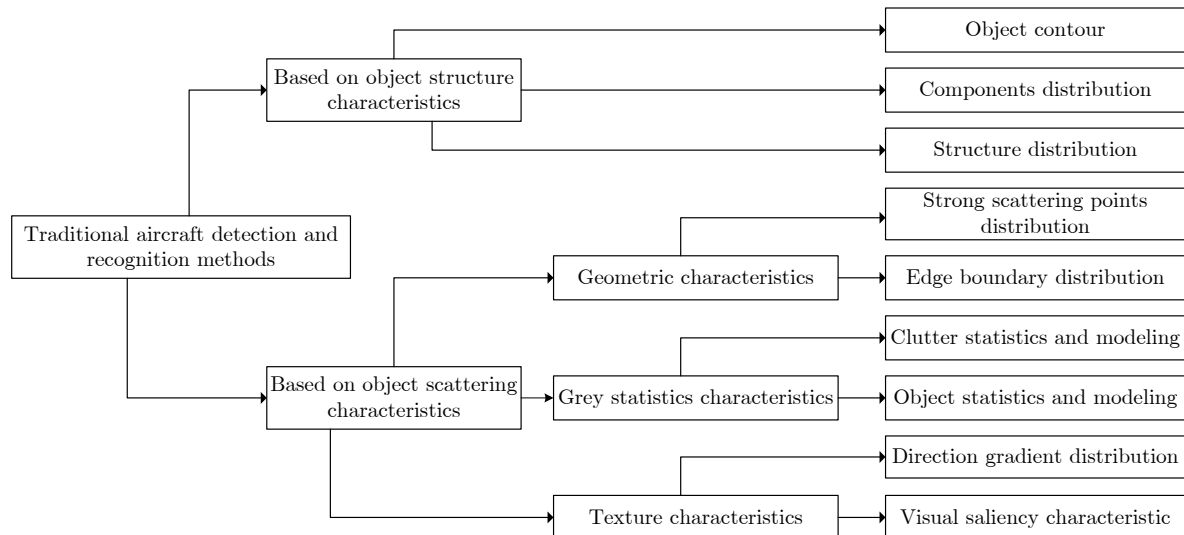 Object contour
Based on object structure
characteristics
Components distribution
Structure distribution
Traditional aircraft detection and
recognition methods
Strong scattering points
distribution
Geometric characteristics
Edge boundary distribution
Clutter statistics and modeling
Based on object scattering
characteristics
Grey statistics characteristics
Object statistics and modeling
Direction gradient distribution
Texture characteristics
Visual saliency characteristic